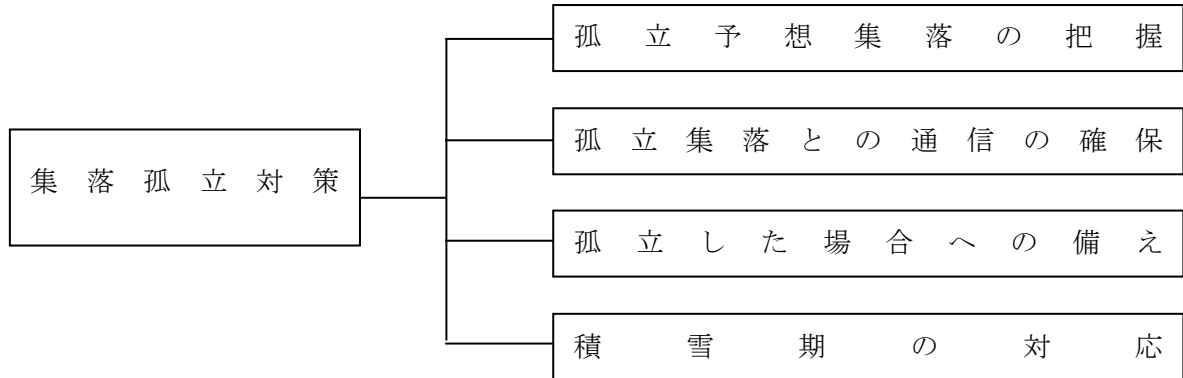 孤立予想集落の把握
孤立集落との通信の確保
集落孤立対策
孤立した場合への備え
積雪期の対応